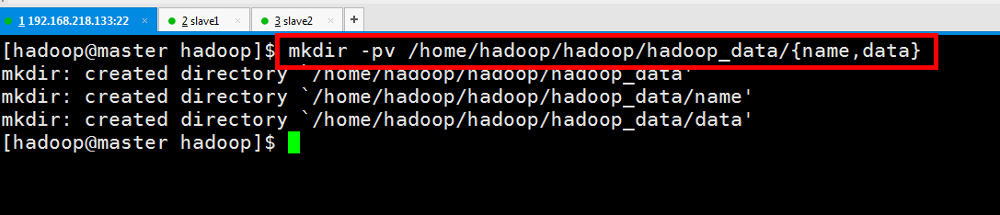 1 192.168.218.133:22 × 2 slave1 × 3 slave2 × +
[hadoop@master hadoop]$ mkdir -pv /home/hadoop/hadoop/hadoop_data/{name,data}
mkdir: created directory `/home/hadoop/hadoop/hadoop_data'
mkdir: created directory `/home/hadoop/hadoop/hadoop_data/name'
mkdir: created directory `/home/hadoop/hadoop/hadoop_data/data'
[hadoop@master hadoop]$